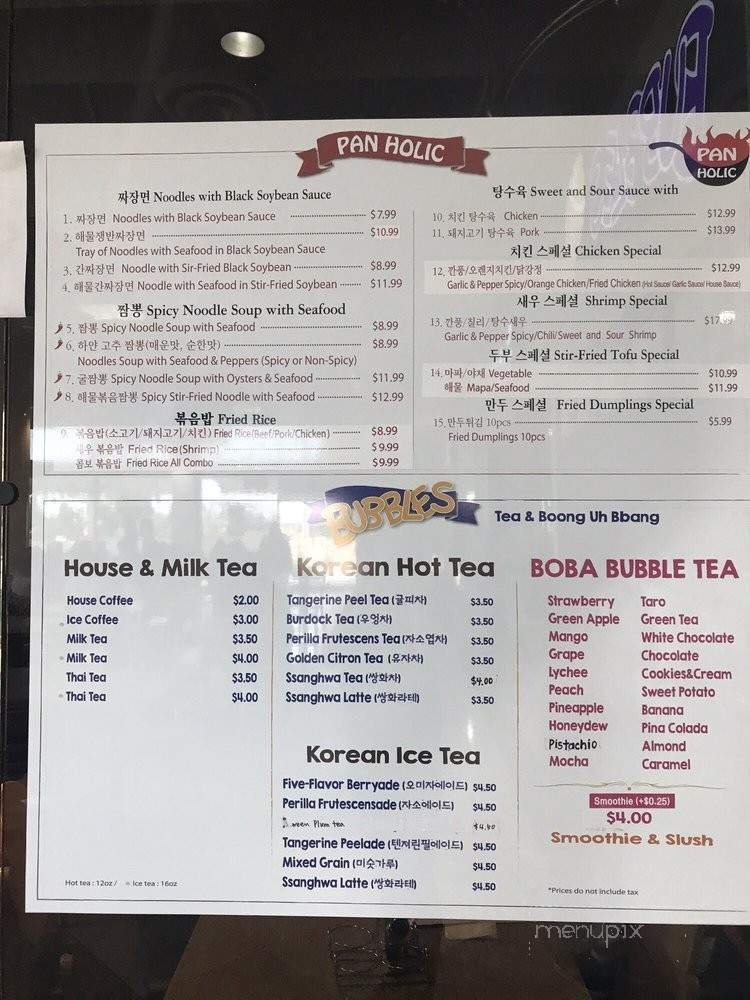 PAN HOLIC
PAN
HOLIC
짜장면 Noodles with Black Soybean Sauce
1. 짜장면 Noodles with Black Soybean Sauce $7.99
2. 해물쟁반짜장면 $10.99
Tray of Noodles with Seafood in Black Soybean Sauce
3. 간짜장면 Noodle with Sir-Fried Black Soybean $8.99
4. 해물간짜장면 Noodle with Seafood in Stir-Fried Soybean $11.99
짬뽕 Spicy Noodle Soup with Seafood
5. 짬뽕 Spicy Noodle Soup with Seafood $8.99
6. 하얀 고추 짬뽕(매운맛, 순한맛) $8.99
Noodles Soup with Seafood & Peppers (Spicy or Non-Spicy)
7. 굴짬뽕 Spicy Noodle Soup with Oysters & Seafood $11.99
8. 해물볶음짬뽕 Spicy Stir-Fried Noodle with Seafood $12.99
볶음밥 Fried Rice
9. 볶음밥(소고기/돼지고기/치킨) Fried Rice(Beef/Pork/Chicken) $8.99
새우 볶음밥 Fried Rice(Shrimp) $9.99
콤보 볶음밥 Fried Rice All Combo $9.99
탕수육 Sweet and Sour Sauce with
10. 치킨 탕수육 Chicken $12.99
11. 돼지고기 탕수육 Pork $13.99
치킨 스페셜 Chicken Special
12. 깐풍/오렌지치킨/닭강정 $12.99
Garlic & Pepper Spicy/Orange Chicken/Fried Chicken (Hot Sauce/ Garlic Sauce/ House Sauce)
새우 스페셜 Shrimp Special
13. 깐풍/칠리/탕수새우
Garlic & Pepper Spicy/Chili/Sweet and Sour Shrimp
두부 스페셜 Stir-Fried Tofu Special
14. 마파/야채 Vegetable $10.99
해물 Mapa/Seafood $11.99
만두 스페셜 Fried Dumplings Special
15. 만두튀김 10pcs $5.99
Fried Dumplings 10pcs
BUBBLES
Tea & Boong Uh Bbang
House & Milk Tea
House Coffee $2.00
Ice Coffee $3.00
Milk Tea $3.50
Milk Tea $4.00
Thai Tea $3.50
Thai Tea $4.00
Hot tea : 12oz / Ice tea : 16oz
Korean Hot Tea
Tangerine Peel Tea (귤피차) $3.50
Burdock Tea (우엉차) $3.50
Perilla Frutescens Tea (자소엽차) $3.50
Golden Citron Tea (유자차) $3.50
Ssanghwa Tea (쌍화차) $4.00
Ssanghwa Latte (쌍화라떼) $3.50
Korean Ice Tea
Five-Flavor Berryade (오미자에이드) $4.50
Perilla Frutescensade (자소에이드) $4.50
Plum tea
Tangerine Peelade (텐저린필에이드) $4.50
Mixed Grain (미숫가루) $4.50
Ssanghwa Latte (쌍화라떼) $4.50
BOBA BUBBLE TEA
Strawberry Taro
Green Apple Green Tea
Mango White Chocolate
Grape Chocolate
Lychee Cookies&Cream
Peach Sweet Potato
Pineapple Banana
Honeydew Pina Colada
Pistachio Almond
Mocha Caramel
Smoothie (+$0.25)
$4.00
Smoothie & Slush
*Prices do not include tax
menupix